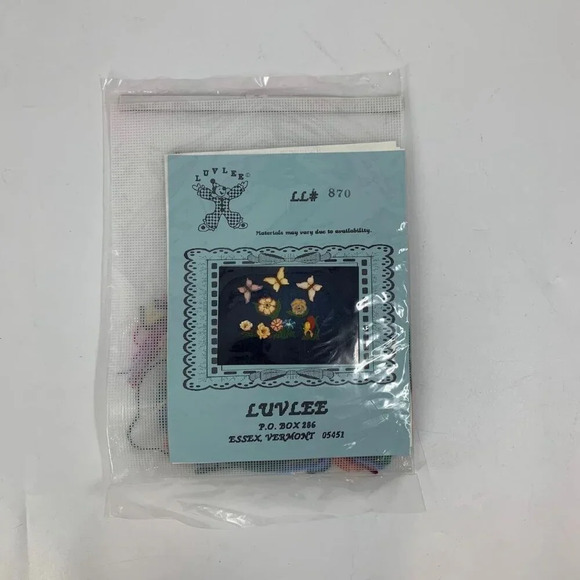 LUVLEE©
LL# 870
Materials may vary due to availability.
LUVLEE
P.O. BOX 286
ESSEX, VERMONT 05451